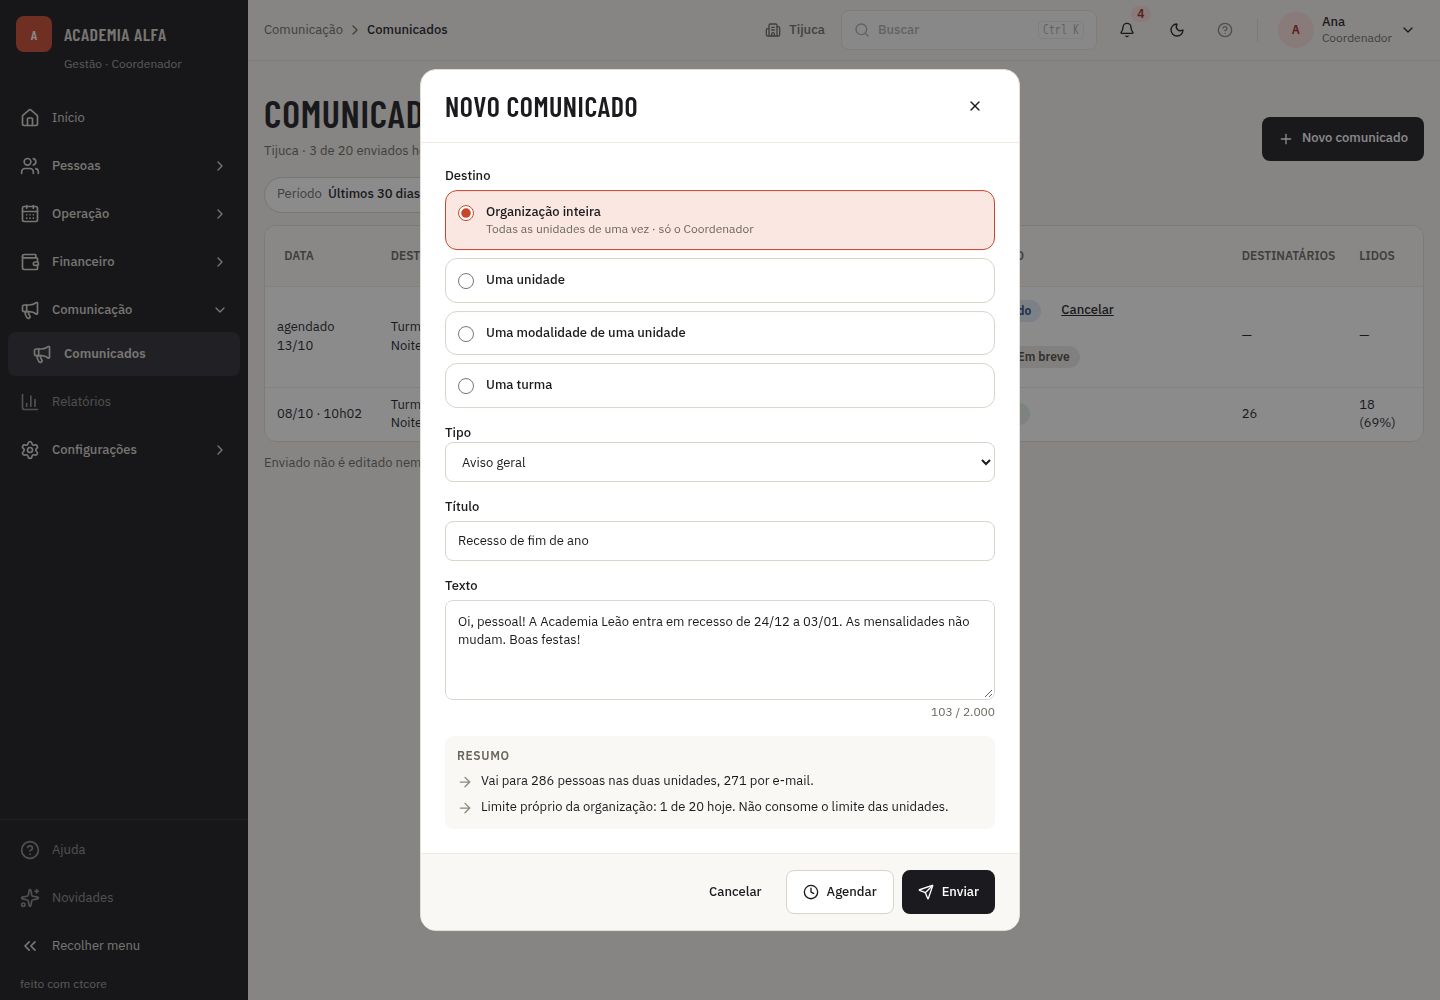 A
ACADEMIA ALFA
Gestão · Coordenador
Início
Pessoas
Operação
Financeiro
Comunicação
Comunicados
Relatórios
Configurações
Ajuda
Novidades
Recolher menu
feito com ctcore
Comunicação
Comunicados
Tijuca
Buscar
Ctrl K
4
A
Ana
Coordenador
COMUNICAD
Tijuca · 3 de 20 enviados h
Novo comunicado
Período Últimos 30 dias
DATA
DEST
DESTINATÁRIOS
LIDOS
agendado
13/10
Turm
Noite
do
Cancelar
Em breve
—
—
08/10 · 10h02
Turm
Noite
26
18
(69%)
Enviado não é editado nem
NOVO COMUNICADO
Destino
Organização inteira
Todas as unidades de uma vez · só o Coordenador
Uma unidade
Uma modalidade de uma unidade
Uma turma
Tipo
Aviso geral
Título
Recesso de fim de ano
Texto
Oi, pessoal! A Academia Leão entra em recesso de 24/12 a 03/01. As mensalidades não
mudam. Boas festas!
103 / 2.000
RESUMO
Vai para 286 pessoas nas duas unidades, 271 por e-mail.
Limite próprio da organização: 1 de 20 hoje. Não consome o limite das unidades.
Cancelar
Agendar
Enviar